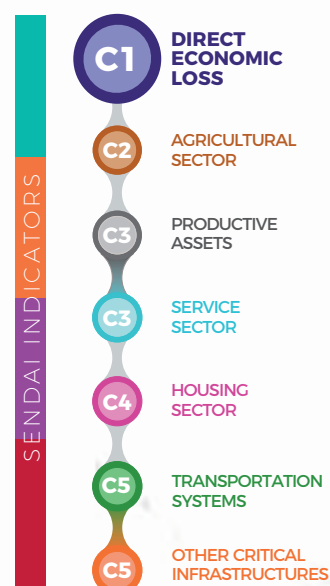 SENDAI INDICATORS
C1
DIRECT
ECONOMIC
LOSS
C2
AGRICULTURAL
SECTOR
C3
PRODUCTIVE
ASSETS
C3
SERVICE
SECTOR
C4
HOUSING
SECTOR
C5
TRANSPORTATION
SYSTEMS
C5
OTHER CRITICAL
INFRASTRUCTURES